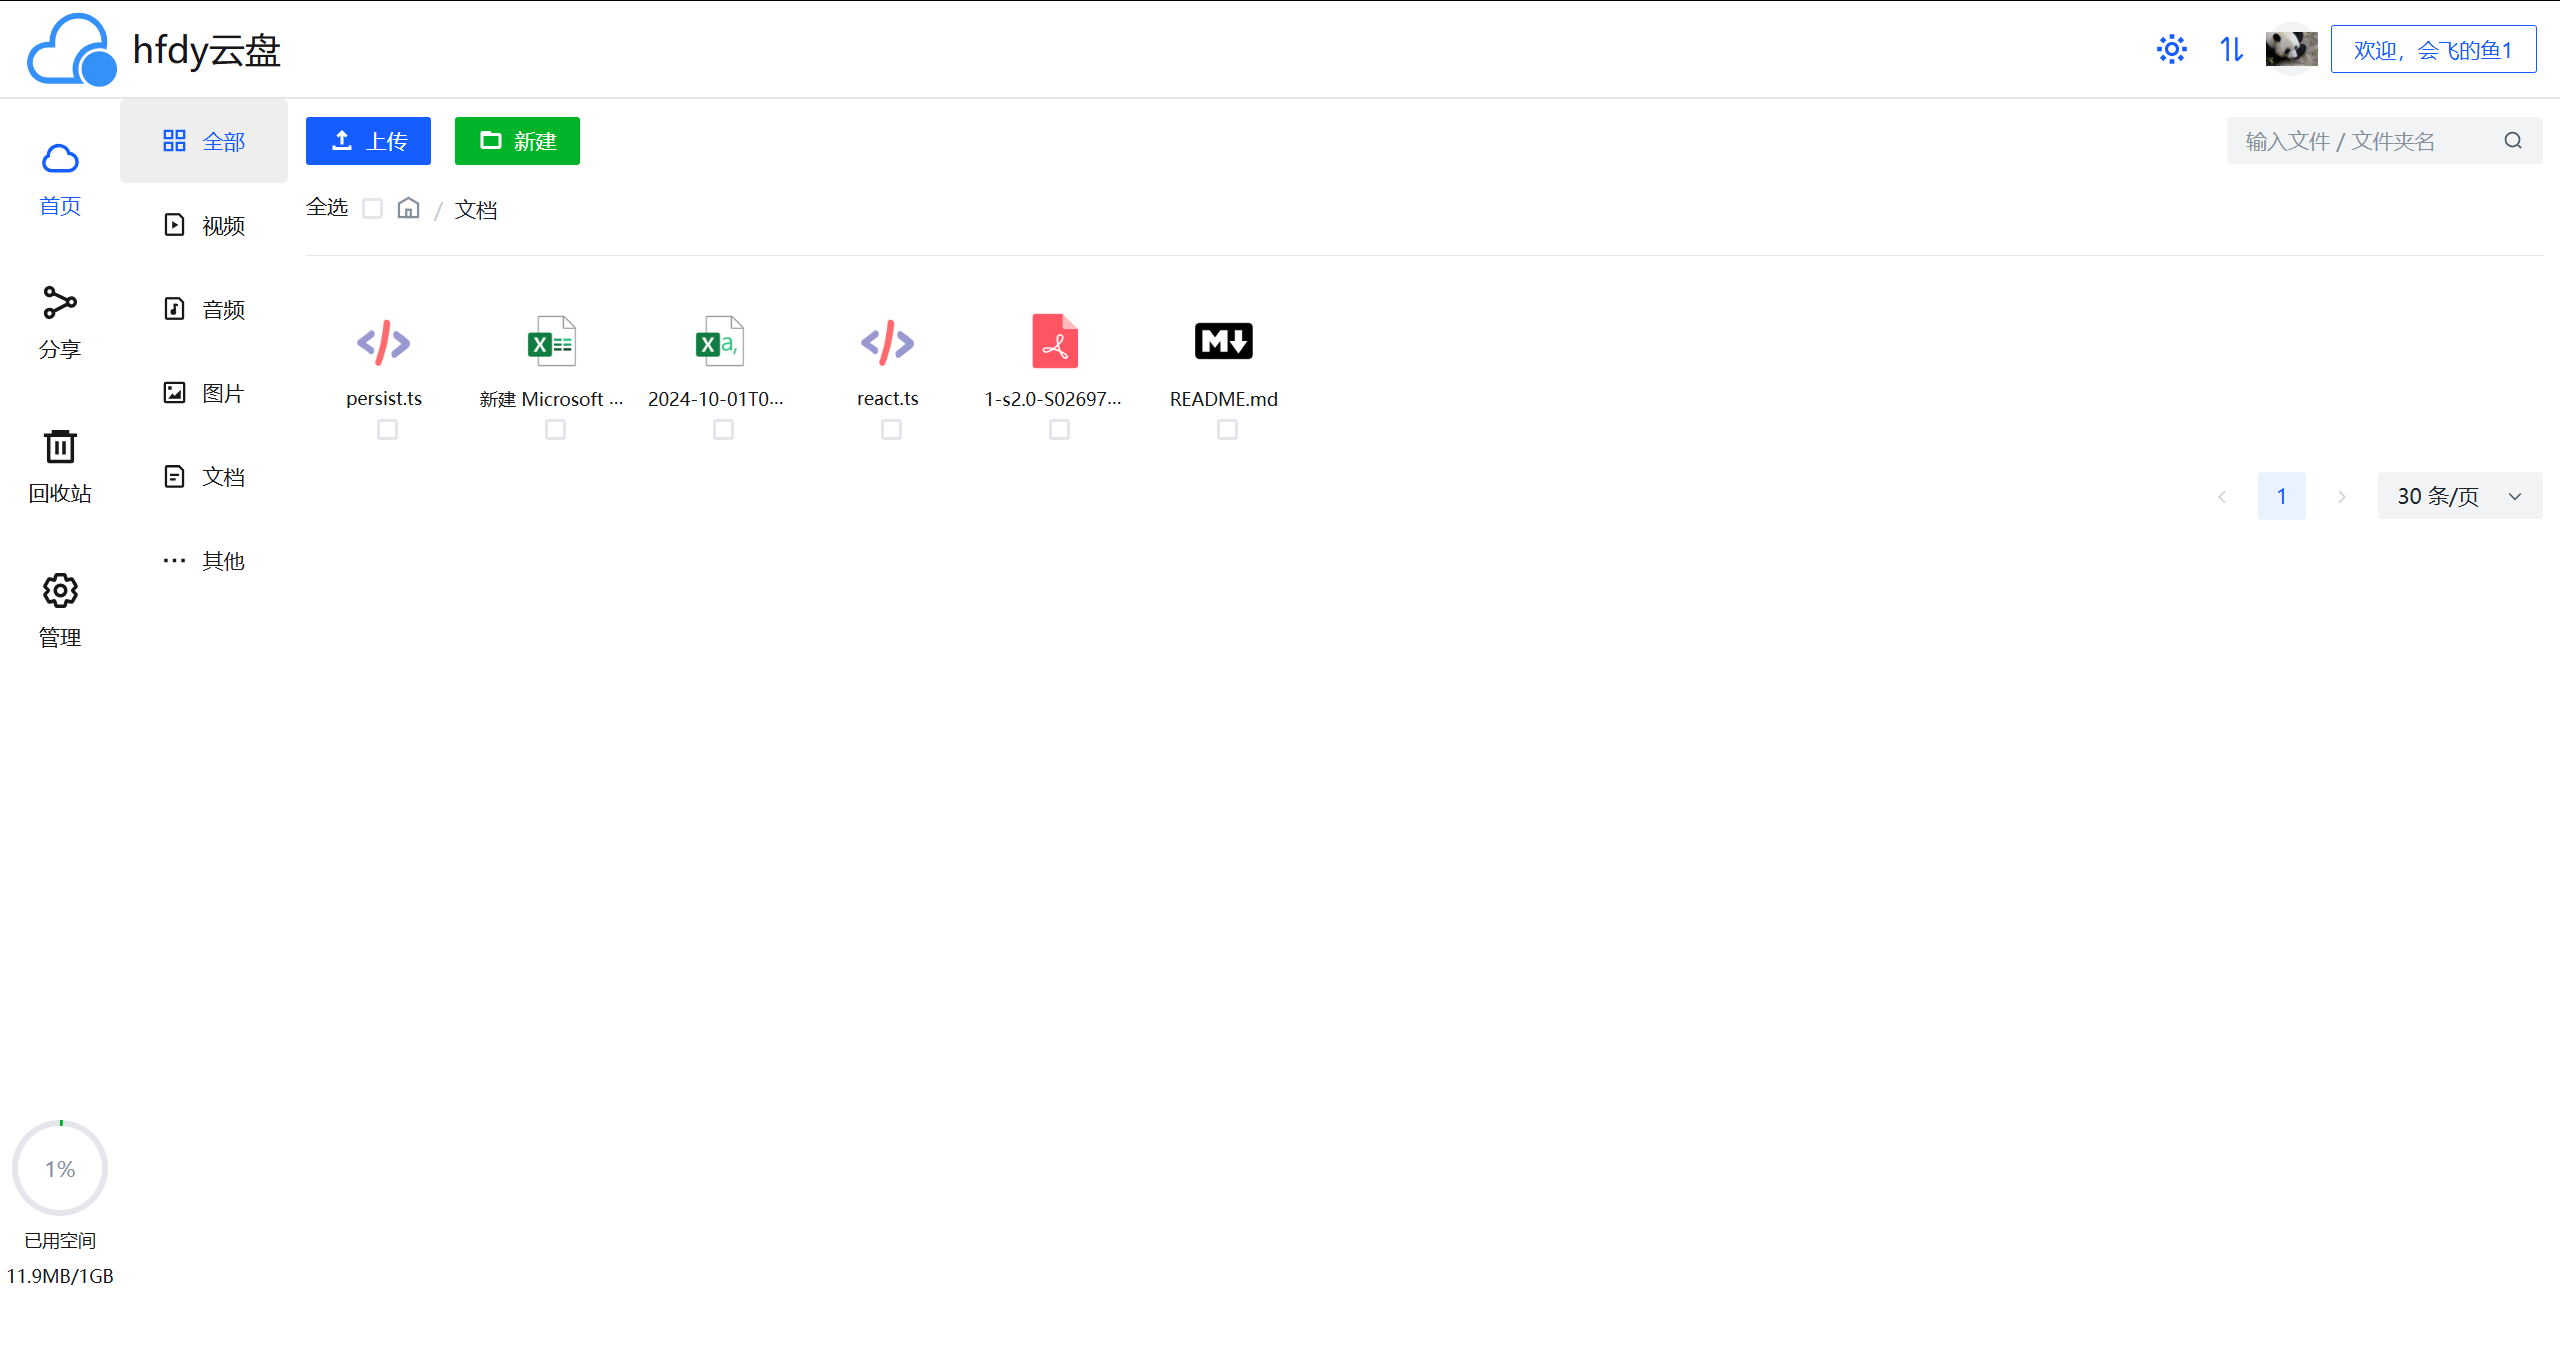 hfdy云盘
欢迎，会飞的鱼1
首页
分享
回收站
管理
全部
视频
音频
图片
文档
其他
上传
新建
输入文件 / 文件夹名
全选 / 文档
persist.ts
新建 Microsoft ...
2024-10-01T0...
react.ts
1-s2.0-S02697...
README.md
1
30 条/页
1%
已用空间
11.9MB/1GB